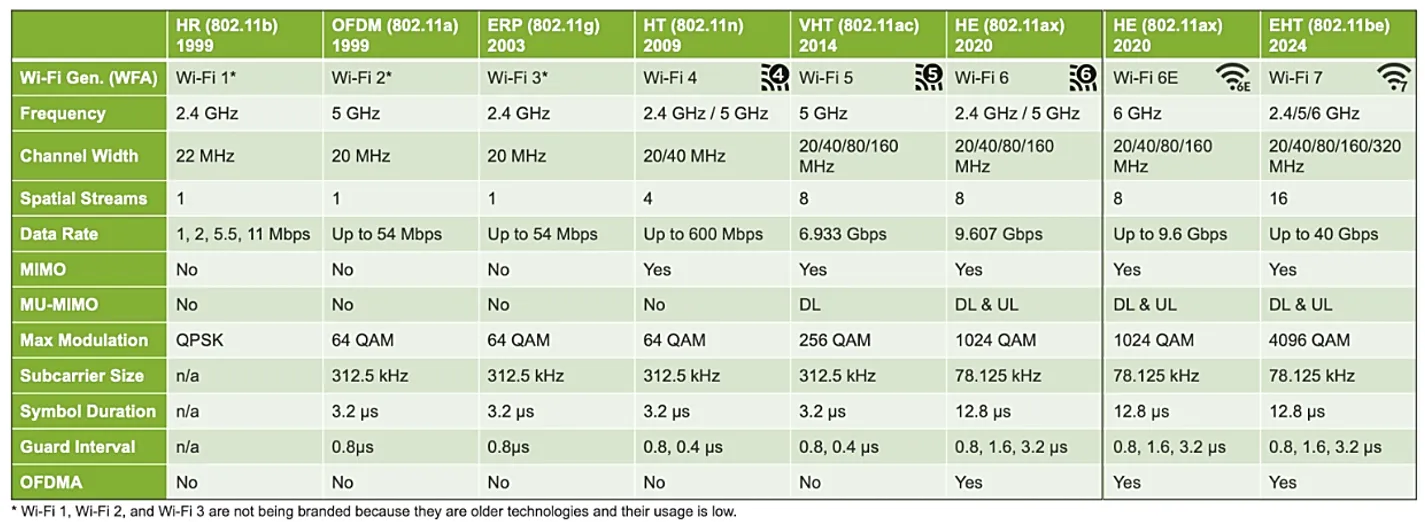 HR (802.11b) OFDM (802.11a) ERP (802.11g) HT (802.11n) VHT (802.11ac) HE (802.11ax) HE (802.11ax) EHT (802.11be)
1999 1999 2003 2009 2014 2020 2020 2024
Wi-Fi Gen. (WFA) Wi-Fi 1* Wi-Fi 2* Wi-Fi 3* Wi-Fi 4 4 Wi-Fi 5 5 Wi-Fi 6 6 Wi-Fi 6E 6E Wi-Fi 7 7
Frequency 2.4 GHz 5 GHz 2.4 GHz 2.4 GHz / 5 GHz 5 GHz 2.4 GHz / 5 GHz 6 GHz 2.4/5/6 GHz
Channel Width 22 MHz 20 MHz 20 MHz 20/40 MHz 20/40/80/160 MHz 20/40/80/160 MHz 20/40/80/160 MHz 20/40/80/160/320 MHz
Spatial Streams 1 1 1 4 8 8 8 16
Data Rate 1, 2, 5.5, 11 Mbps Up to 54 Mbps Up to 54 Mbps Up to 600 Mbps 6.933 Gbps 9.607 Gbps Up to 9.6 Gbps Up to 40 Gbps
MIMO No No No Yes Yes Yes Yes Yes
MU-MIMO No No No No DL DL & UL DL & UL DL & UL
Max Modulation QPSK 64 QAM 64 QAM 64 QAM 256 QAM 1024 QAM 1024 QAM 4096 QAM
Subcarrier Size n/a 312.5 kHz 312.5 kHz 312.5 kHz 312.5 kHz 78.125 kHz 78.125 kHz 78.125 kHz
Symbol Duration n/a 3.2 µs 3.2 µs 3.2 µs 3.2 µs 12.8 µs 12.8 µs 12.8 µs
Guard Interval n/a 0.8µs 0.8µs 0.8, 0.4 µs 0.8, 0.4 µs 0.8, 1.6, 3.2 µs 0.8, 1.6, 3.2 µs 0.8, 1.6, 3.2 µs
OFDMA No No No No No Yes Yes Yes
* Wi-Fi 1, Wi-Fi 2, and Wi-Fi 3 are not being branded because they are older technologies and their usage is low.